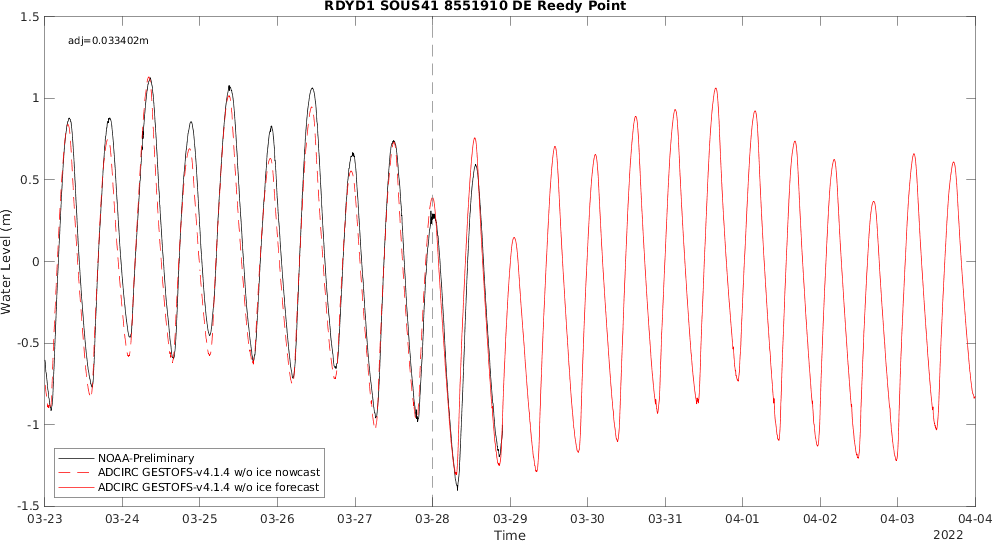 RDYD1 SOUS41 8551910 DE Reedy Point
adj=0.033402m
1.5
1
0.5
0
-0.5
-1
-1.5
Water Level (m)
NOAA-Preliminary
ADCIRC GESTOFS-v4.1.4 w/o ice nowcast
ADCIRC GESTOFS-v4.1.4 w/o ice forecast
03-23 03-24 03-25 03-26 03-27 03-28 03-29 03-30 03-31 04-01 04-02 04-03 04-04
Time
2022